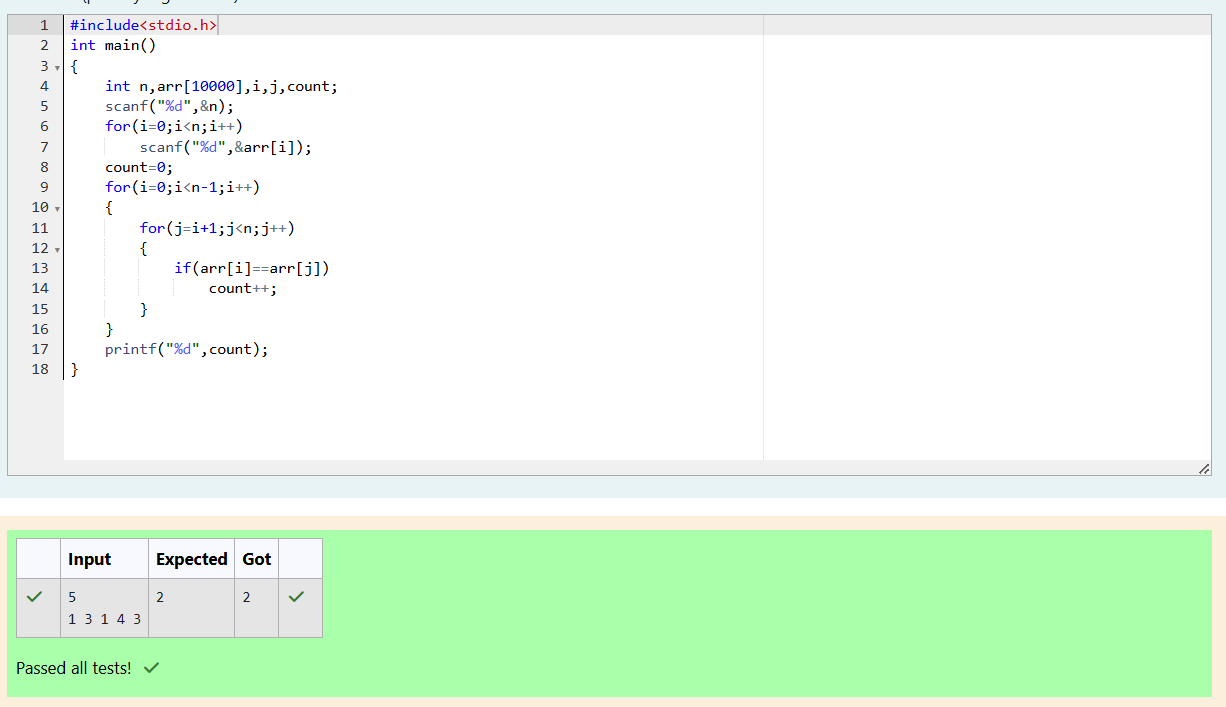 1 #include<stdio.h>
2 int main()
3 {
4     int n,arr[10000],i,j,count;
5     scanf("%d",&n);
6     for(i=0;i<n;i++)
7         scanf("%d",&arr[i]);
8     count=0;
9     for(i=0;i<n-1;i++)
10     {
11         for(j=i+1;j<n;j++)
12         {
13             if(arr[i]==arr[j])
14                 count++;
15         }
16     }
17     printf("%d",count);
18 }
Input Expected Got
5 2 2
1 3 1 4 3
Passed all tests!